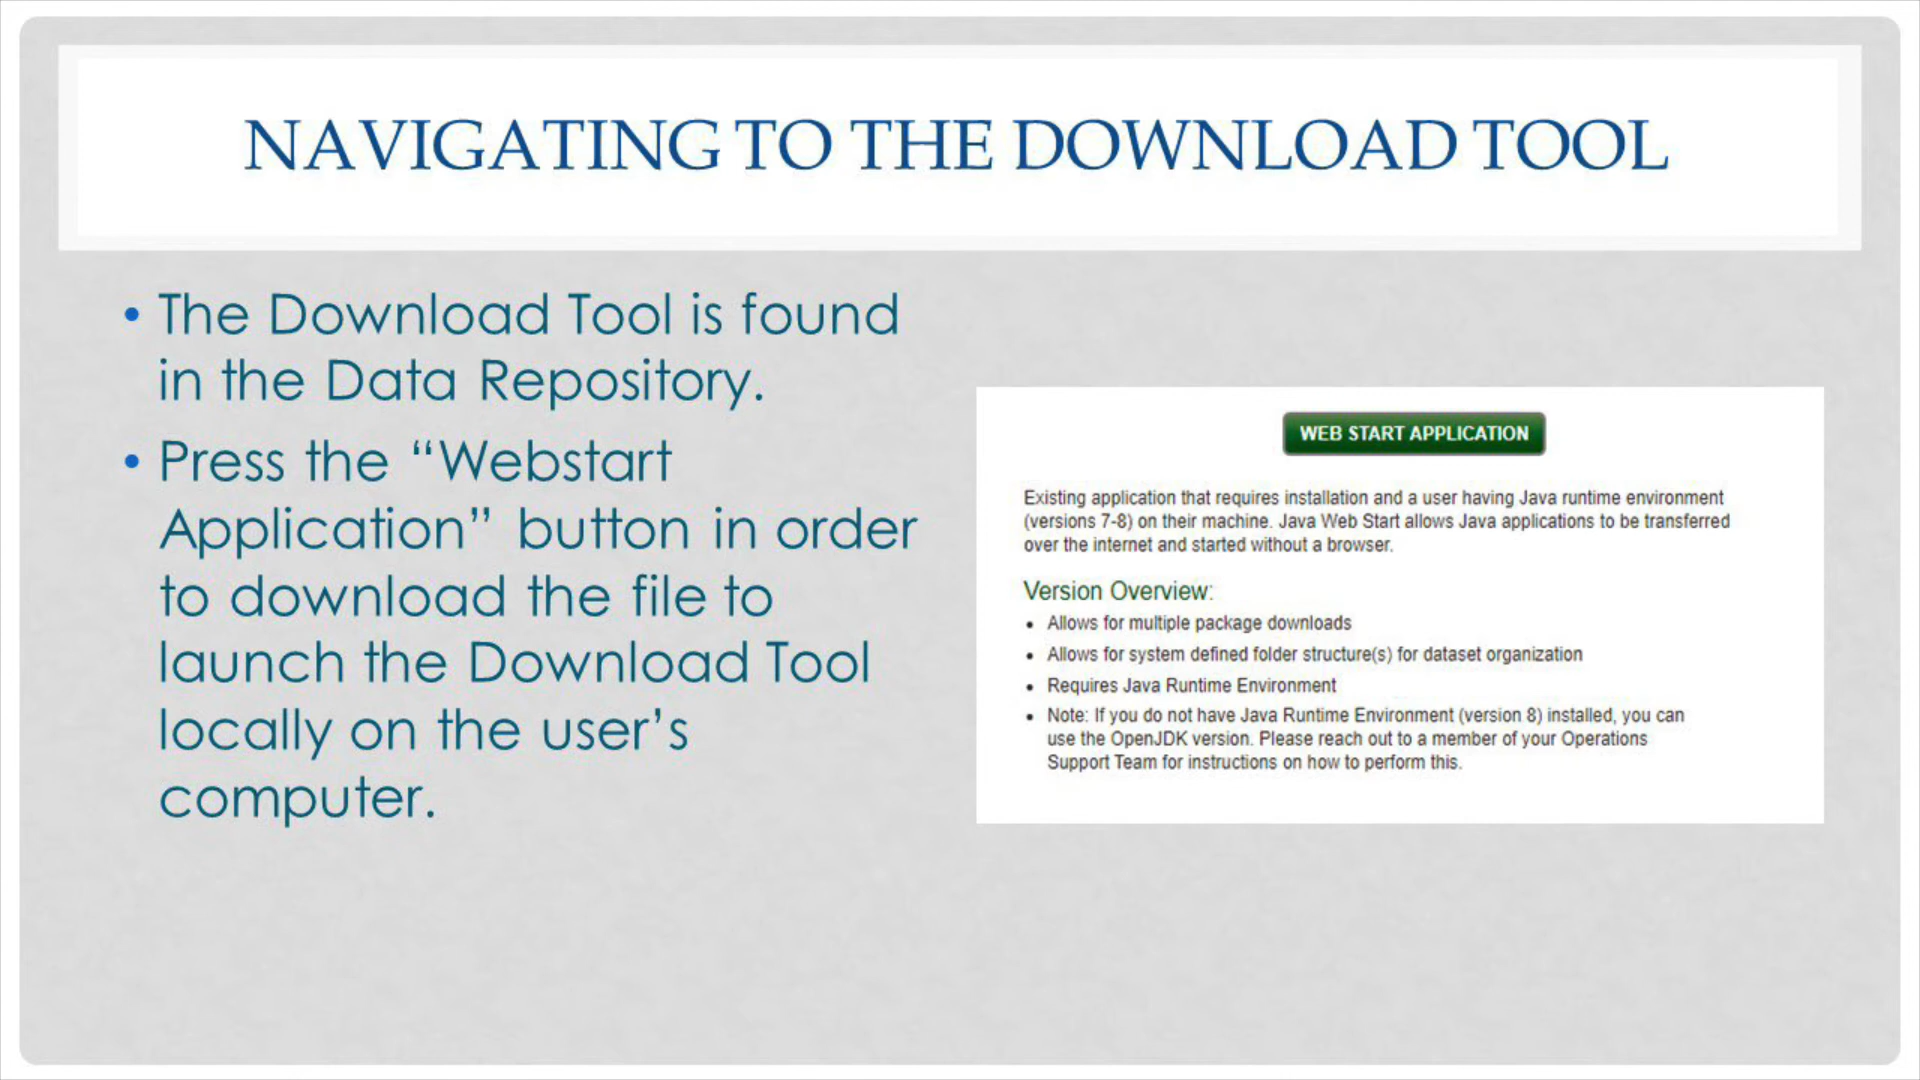 NAVIGATING TO THE DOWNLOAD TOOL
• The Download Tool is found
in the Data Repository.
• Press the “Webstart
Application” button in order
to download the file to
launch the Download Tool
locally on the user’s
computer.
WEB START APPLICATION
Existing application that requires installation and a user having Java runtime environment
(versions 7-8) on their machine. Java Web Start allows Java applications to be transferred
over the internet and started without a browser.
Version Overview:
• Allows for multiple package downloads
• Allows for system defined folder structure(s) for dataset organization
• Requires Java Runtime Environment
• Note: If you do not have Java Runtime Environment (version 8) installed, you can
use the OpenJDK version. Please reach out to a member of your Operations
Support Team for instructions on how to perform this.